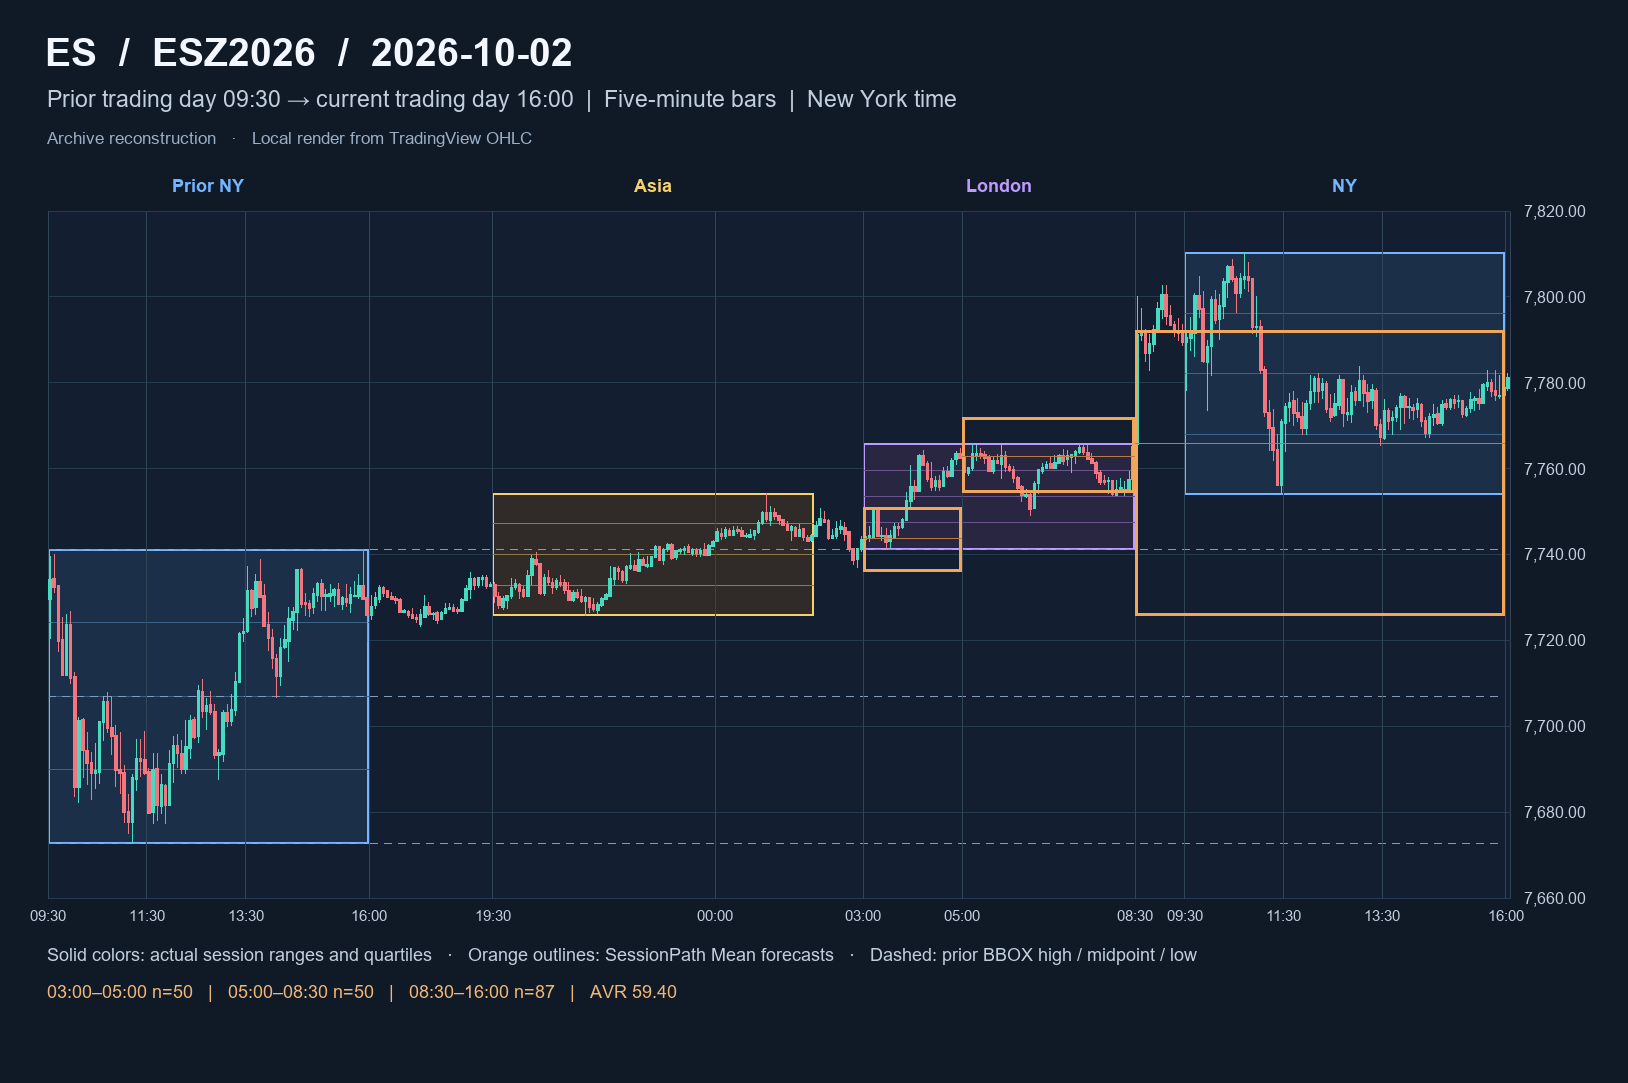 ES / ESZ2026 / 2026-10-02
Prior trading day 09:30 → current trading day 16:00 | Five-minute bars | New York time
Archive reconstruction · Local render from TradingView OHLC
Prior NY Asia London NY
7,820.00
7,800.00
7,780.00
7,760.00
7,740.00
7,720.00
7,700.00
7,680.00
7,660.00
09:30 11:30 13:30 16:00 19:30 00:00 03:00 05:00 08:30 09:30 11:30 13:30 16:00
Solid colors: actual session ranges and quartiles · Orange outlines: SessionPath Mean forecasts · Dashed: prior BBOX high / midpoint / low
03:00–05:00 n=50 | 05:00–08:30 n=50 | 08:30–16:00 n=87 | AVR 59.40